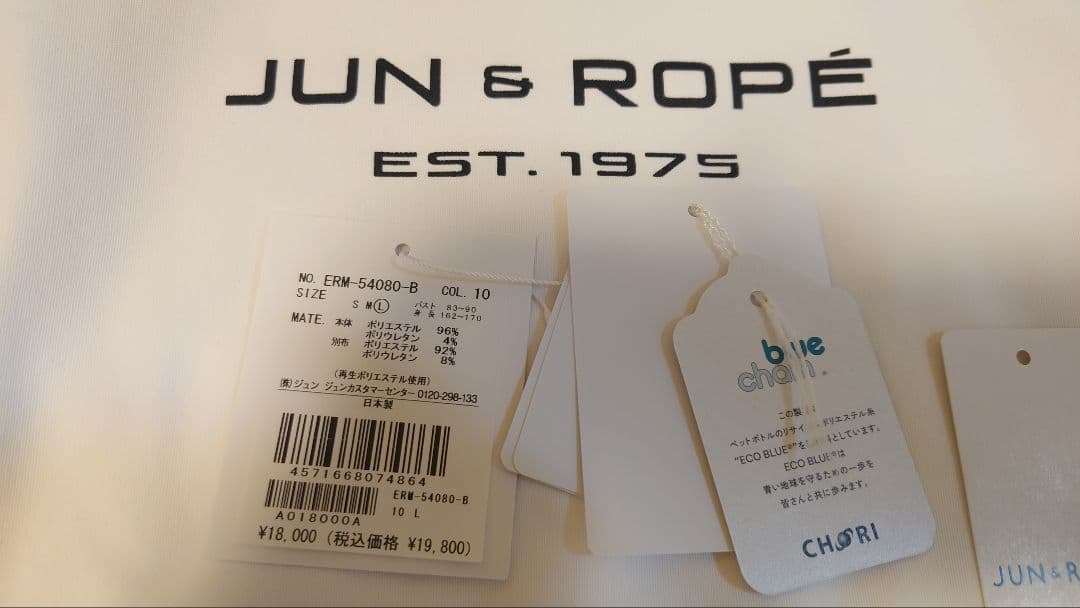 JUN & ROPÉ
EST. 1975
NO. ERM-54080-B COL. 10
SIZE S M L バスト 83~90
身 長 162~170
MATE. 本体 ポリエステル 96%
ポリウレタン 4%
別布 ポリエステル 92%
ポリウレタン 8%
(再生ポリエステル使用)
㈱ジュン ジュンカスタマーセンター 0120-298-133
日本製
4571668074864
ERM-54080-B
10 L
A018000A
¥18,000 (税込価格 ¥19,800)
blue
chain ®
この製
ペットボトルのリサイ ポリエステル糸
"ECO BLUE®"を としています。
ECO BLUE®は
青い地球を守るための一歩を
皆さんと共に歩みます。
CHORI
JUN & R